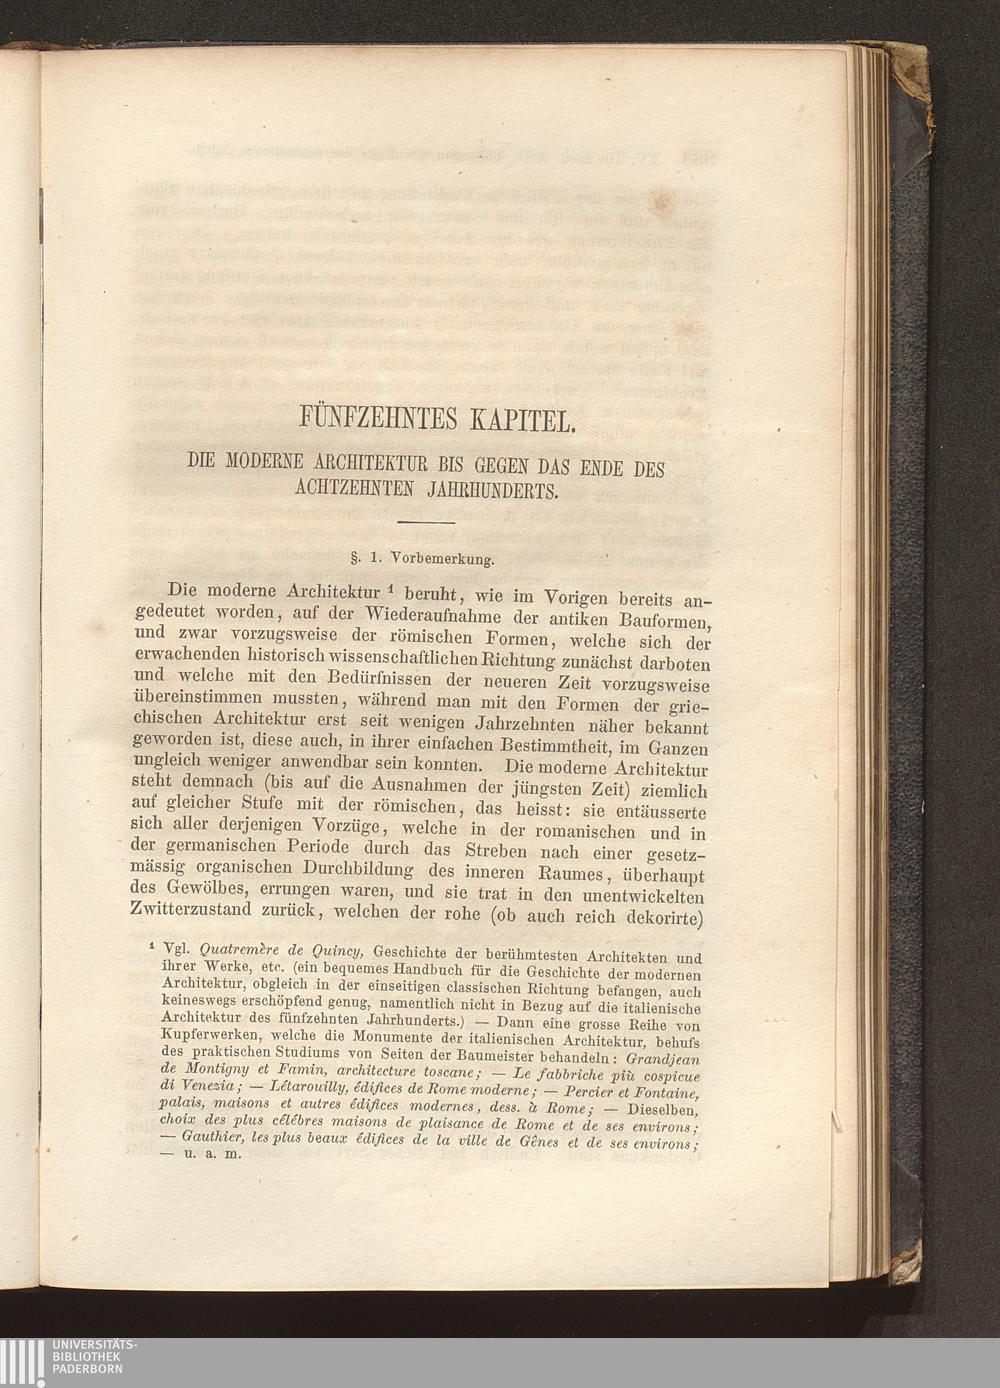 FÜNFZEHNTES KAPITEL.
DIE MODERNE ARCHITEKTUR BIS GEGEN DAS ENDE DES
ACHTZEHNTEN JAHRHUNDERTS.
§. 1. Vorbemerkung.
Die moderne Architektur ¹ beruht, wie im Vorigen bereits an-
gedeutet worden, auf der Wiederaufnahme der antiken Bauformen,
und zwar vorzugsweise der römischen Formen, welche sich der
erwachenden historisch wissenschaftlichen Richtung zunächst darboten
und welche mit den Bedürfnissen der neueren Zeit vorzugsweise
übereinstimmen mussten, während man mit den Formen der grie-
chischen Architektur erst seit wenigen Jahrzehnten näher bekannt
geworden ist, diese auch, in ihrer einfachen Bestimmtheit, im Ganzen
ungleich weniger anwendbar sein konnten. Die moderne Architektur
steht demnach (bis auf die Ausnahmen der jüngsten Zeit) ziemlich
auf gleicher Stufe mit der römischen, das heisst: sie entäusserte
sich aller derjenigen Vorzüge, welche in der romanischen und in
der germanischen Periode durch das Streben nach einer gesetz-
mässig organischen Durchbildung des inneren Raumes, überhaupt
des Gewölbes, errungen waren, und sie trat in den unentwickelten
Zwitterzustand zurück, welchen der rohe (ob auch reich dekorirte)
¹ Vgl. Quatremère de Quincy, Geschichte der berühmtesten Architekten und
ihrer Werke, etc. (ein bequemes Handbuch für die Geschichte der modernen
Architektur, obgleich in der einseitigen classischen Richtung befangen, auch
keineswegs erschöpfend genug, namentlich nicht in Bezug auf die italienische
Architektur des fünfzehnten Jahrhunderts.) — Dann eine grosse Reihe von
Kupferwerken, welche die Monumente der italienischen Architektur, behufs
des praktischen Studiums von Seiten der Baumeister behandeln: Grandjean
de Montigny et Famin, architecture toscane; — Le fabbriche più cospicue
di Venezia; — Létarouilly, édifices de Rome moderne; — Percier et Fontaine,
palais, maisons et autres édifices modernes, dess. à Rome; — Dieselben,
choix des plus célébres maisons de plaisance de Rome et de ses environs;
— Gauthier, les plus beaux édifices de la ville de Gênes et de ses environs;
— u. a. m.
UNIVERSITÄTS-
BIBLIOTHEK
PADERBORN